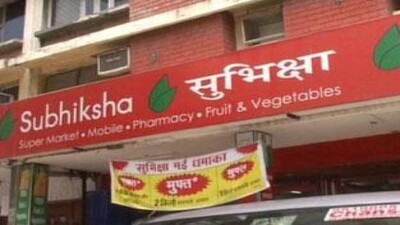 Subhiksha सुभिक्षा
Super Market • Mobile • Pharmacy • Fruit & Vegetables
सुभिक्षा मई धमाका
मुफ्त*